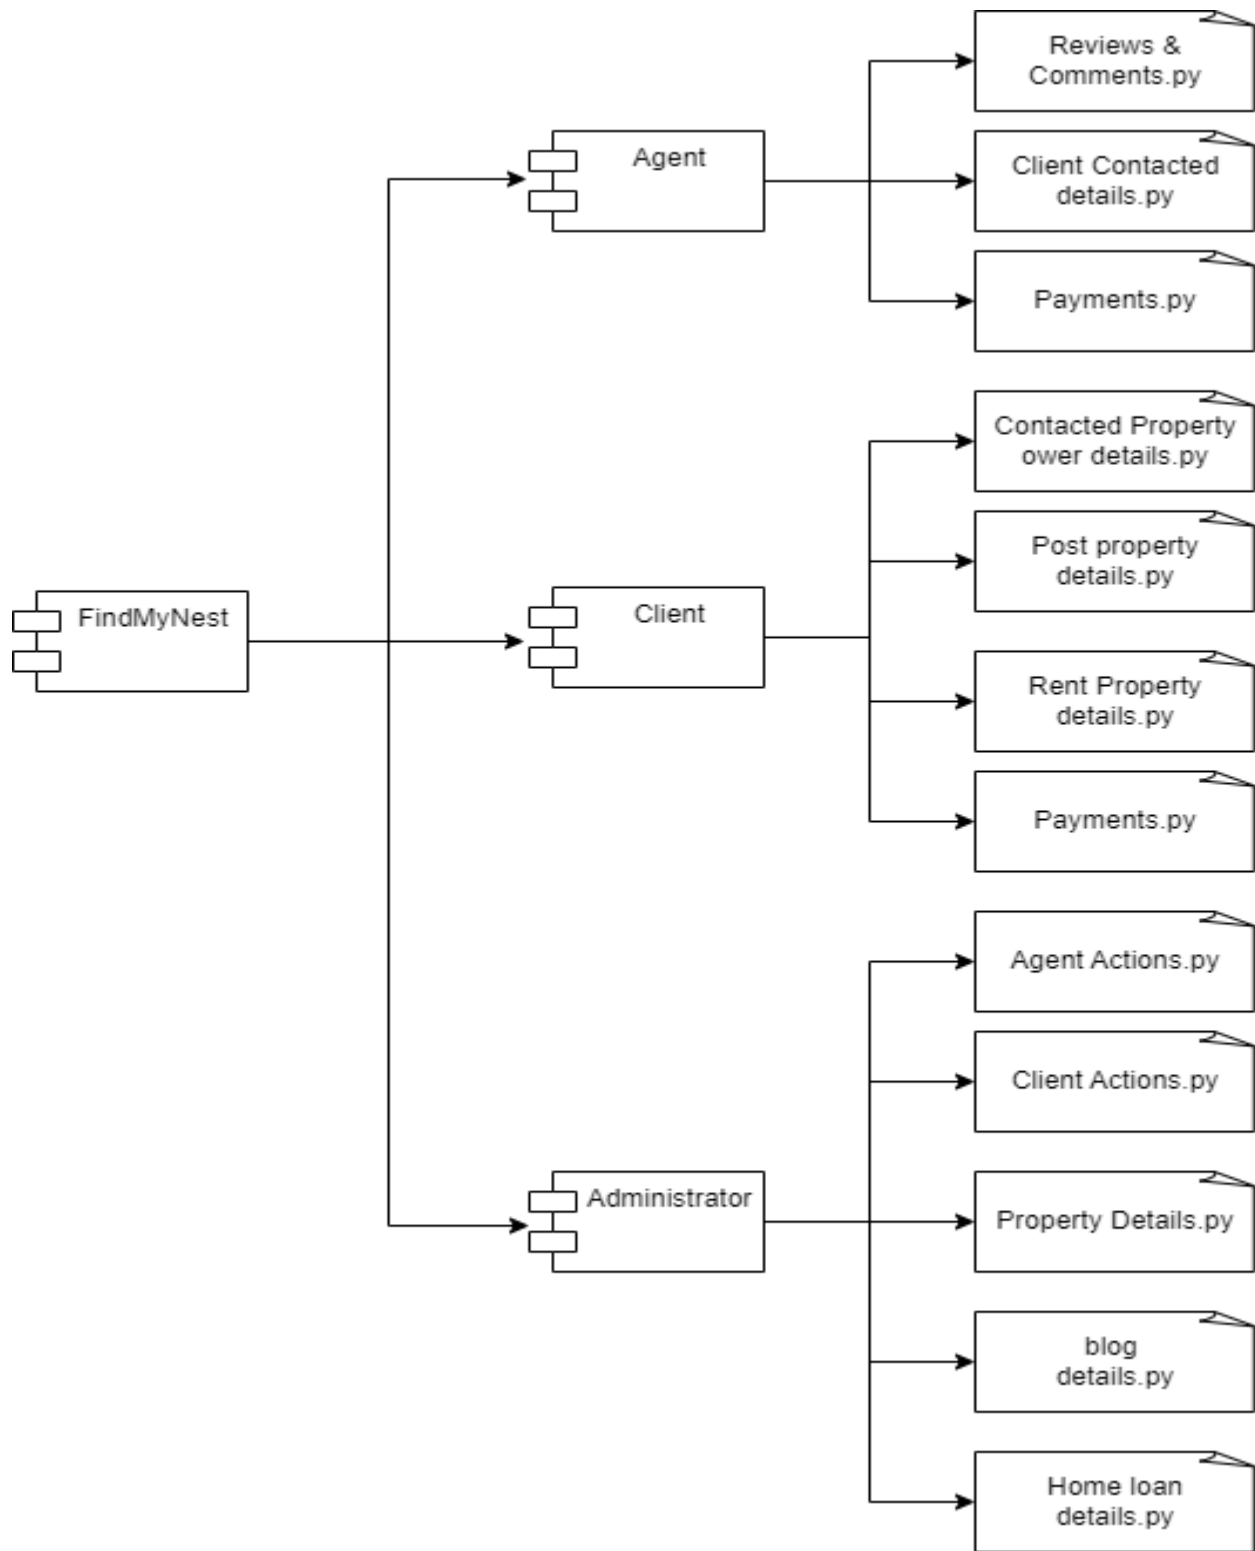 Reviews &
Comments.py
Agent
Client Contacted
details.py
Payments.py
Contacted Property
ower details.py
Post property
details.py
FindMyNest
Client
Rent Property
details.py
Payments.py
Agent Actions.py
Client Actions.py
Administrator
Property Details.py
blog
details.py
Home loan
details.py